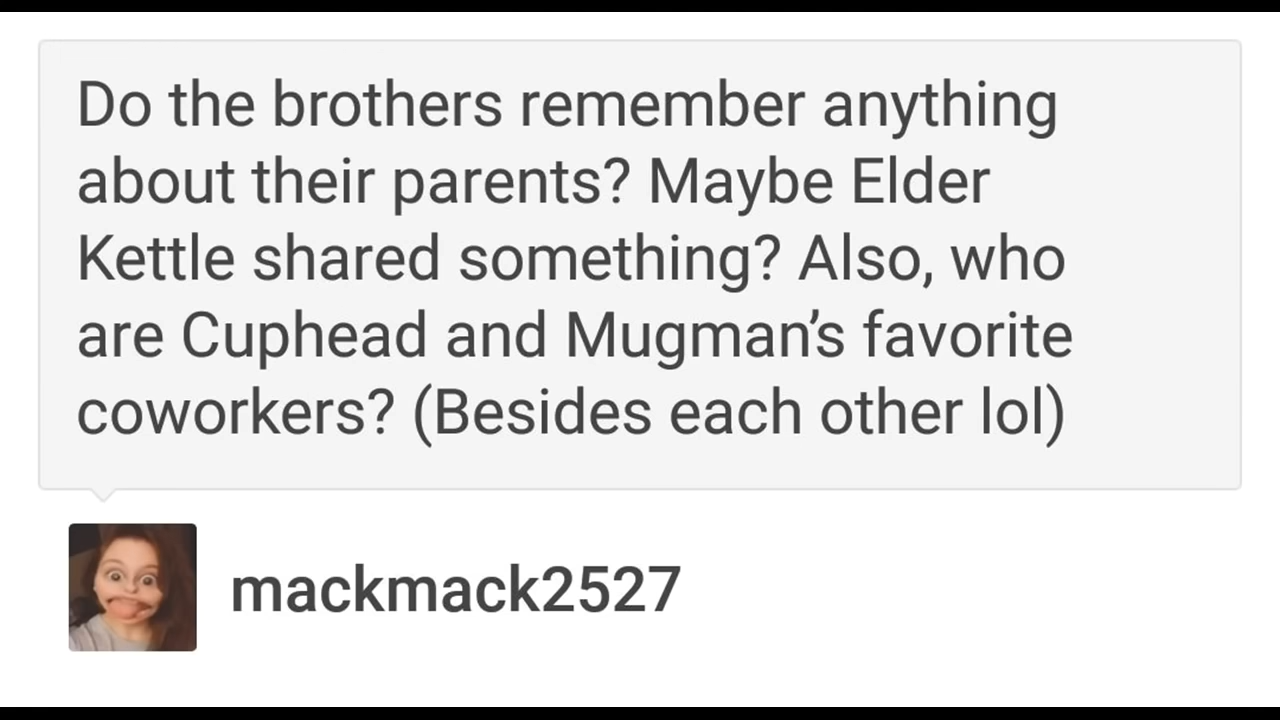 Do the brothers remember anything
about their parents? Maybe Elder
Kettle shared something? Also, who
are Cuphead and Mugman's favorite
coworkers? (Besides each other lol)
mackmack2527